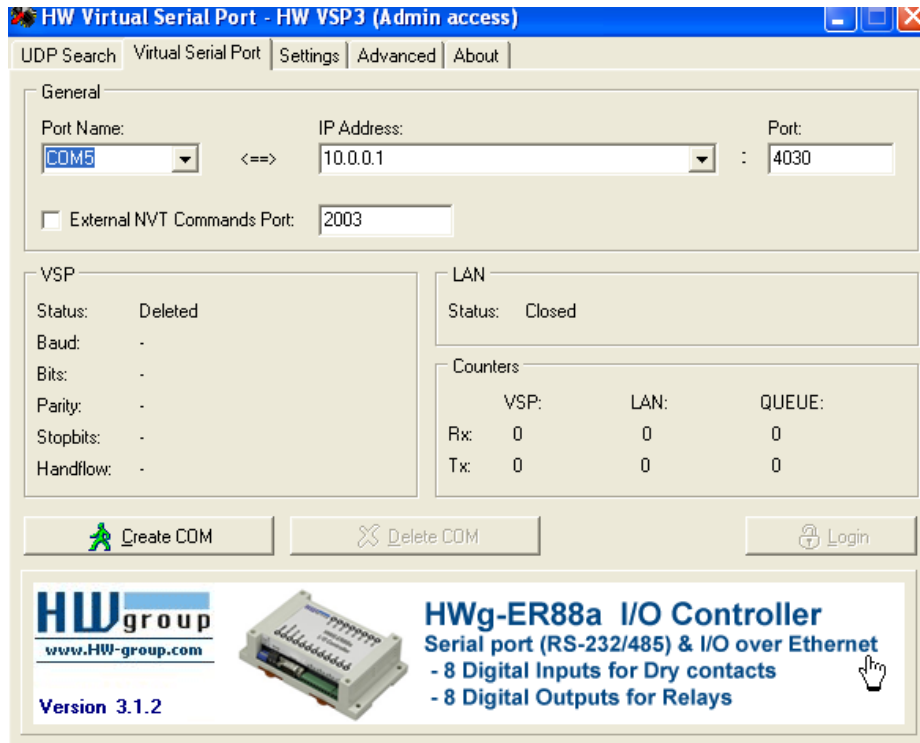 HW Virtual Serial Port - HW VSP3 (Admin access)
UDP Search Virtual Serial Port Settings Advanced About
General
Port Name: IP Address: Port:
COM5 <==> 10.0.0.1 : 4030
External NVT Commands Port: 2003
VSP
Status: Deleted
Baud: -
Bits: -
Parity: -
Stopbits: -
Handflow: -
LAN
Status: Closed
Counters
VSP: LAN: QUEUE:
Rx: 0 0 0
Tx: 0 0 0
Create COM Delete COM Login
HWgroup
www.HW-group.com
Version 3.1.2
HWg-ER88a I/O Controller
Serial port (RS-232/485) & I/O over Ethernet
- 8 Digital Inputs for Dry contacts
- 8 Digital Outputs for Relays